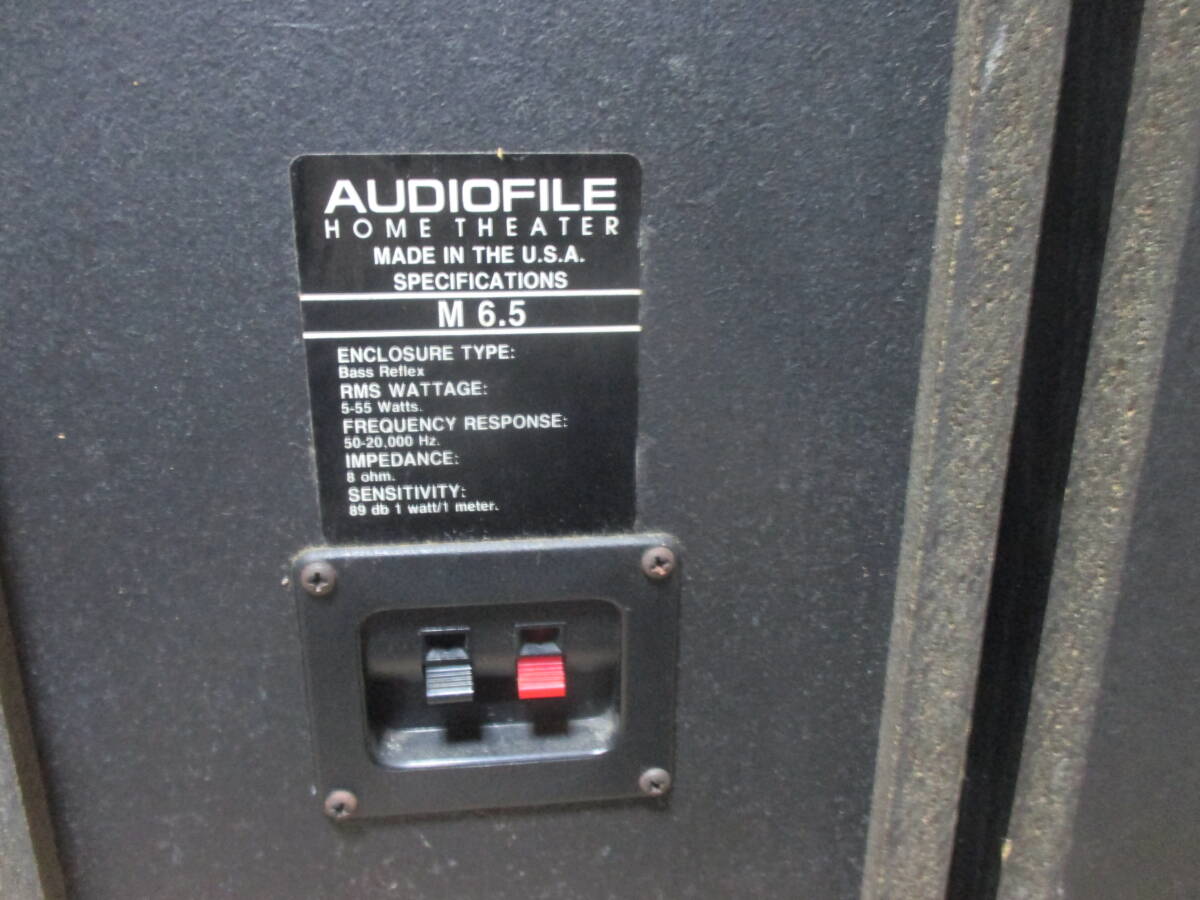 AUDIOFILE
HOME THEATER
MADE IN THE U.S.A.
SPECIFICATIONS
M 6.5
ENCLOSURE TYPE:
Bass Reflex
RMS WATTAGE:
5-55 Watts.
FREQUENCY RESPONSE:
50-20,000 Hz.
IMPEDANCE:
8 ohm.
SENSITIVITY:
89 db 1 watt/1 meter.